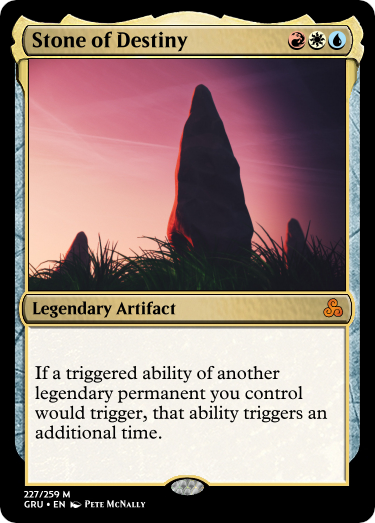 Stone of Destiny
Legendary Artifact
If a triggered ability of another
legendary permanent you control
would trigger, that ability triggers an
additional time.
227/259 M
GRU • EN Pete McNally